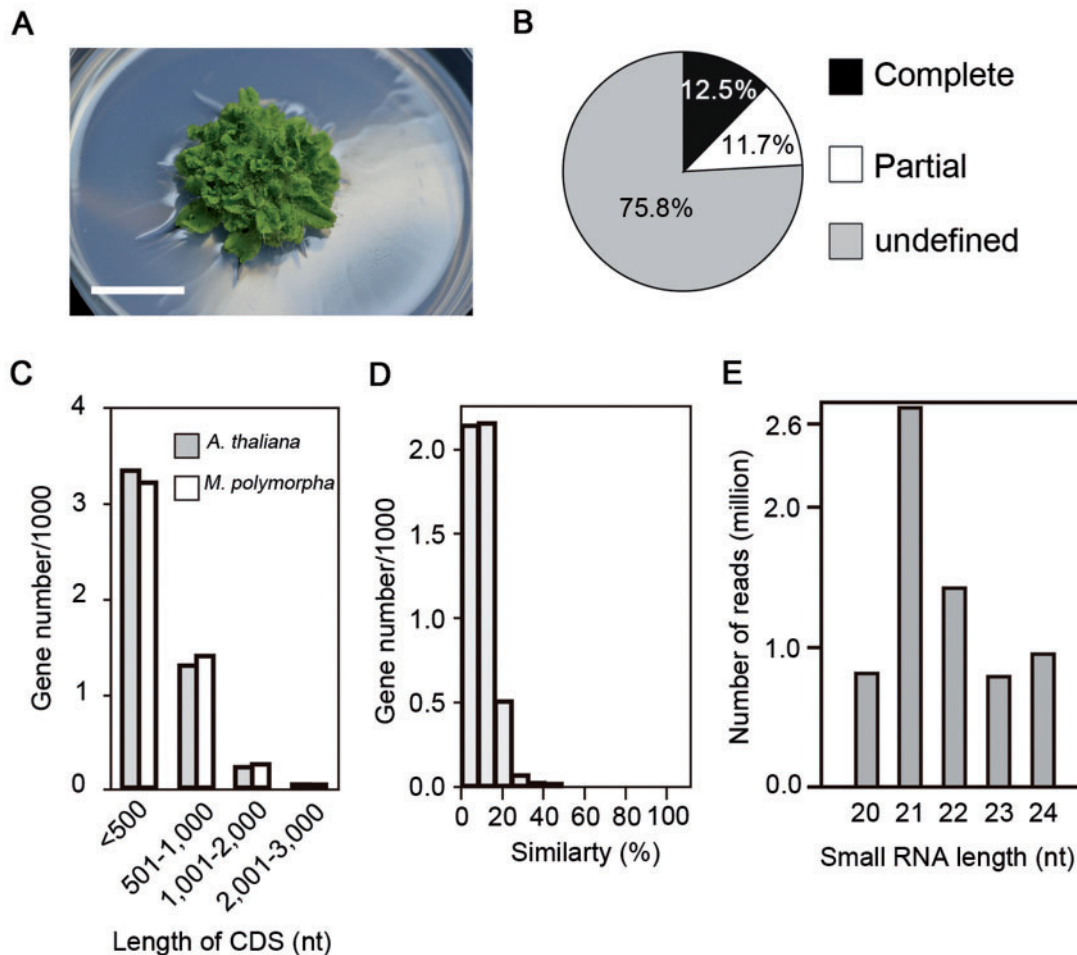 A
B
12.5%
11.7%
75.8%
Complete
Partial
undefined
C
Gene number/1000
4
3
2
1
0
A. thaliana
M. polymorpha
<500
501-1,000
1,001-2,000
2,001-3,000
Length of CDS (nt)
D
Gene number/1000
2.0
1.5
1.0
0.5
0.0
0 20 40 60 80 100
Similarty (%)
E
Number of reads (million)
2.6
2.0
1.0
0.0
20 21 22 23 24
Small RNA length (nt)